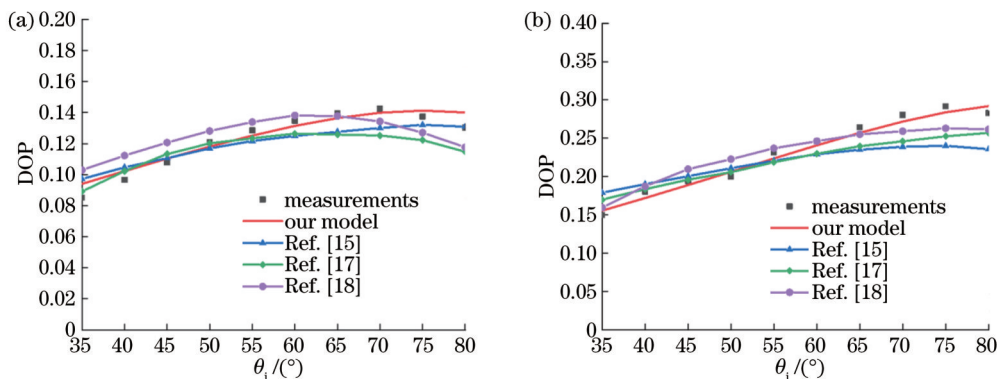 (a)
0.20
0.18
0.16
0.14
0.12
0.10
0.08
0.06
0.04
0.02
0
DOP
measurements
our model
Ref. [15]
Ref. [17]
Ref. [18]
35 40 45 50 55 60 65 70 75 80
θi /(°)
(b)
0.40
0.35
0.30
0.25
0.20
0.15
0.10
0.05
0
DOP
measurements
our model
Ref. [15]
Ref. [17]
Ref. [18]
35 40 45 50 55 60 65 70 75 80
θi /(°)